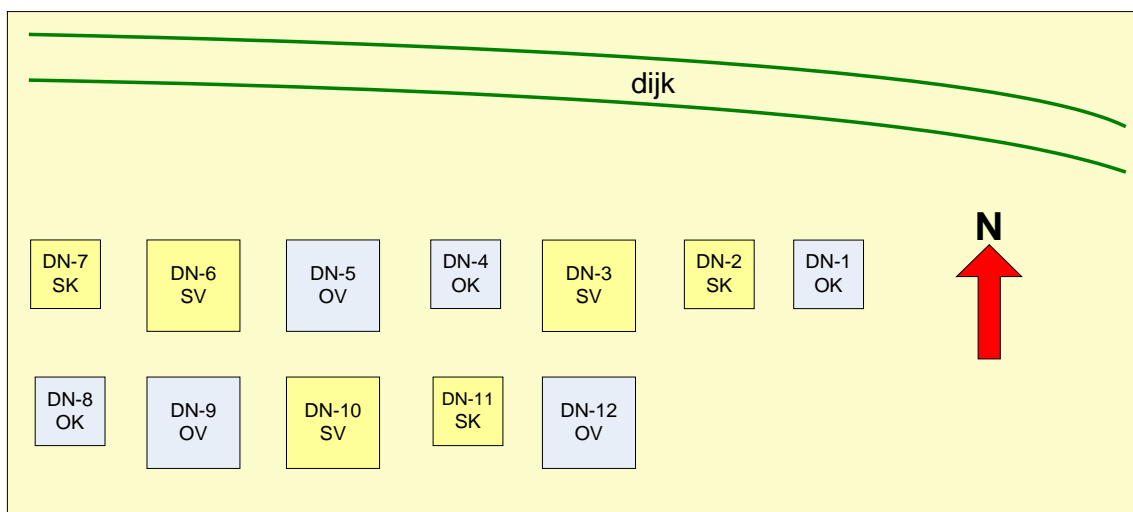 dijk
N
DN-7
SK
DN-6
SV
DN-5
OV
DN-4
OK
DN-3
SV
DN-2
SK
DN-1
OK
DN-8
OK
DN-9
OV
DN-10
SV
DN-11
SK
DN-12
OV